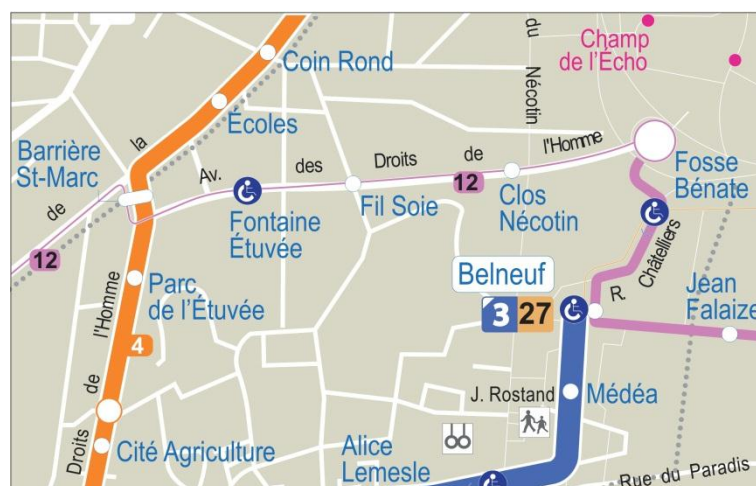 Coin Rond
du
Nécotin
Champ
de l'Écho
Écoles
la
Barrière
St-Marc
Av.
des
Droits
de
l'Homme
12
de
12
Fontaine
Étuvée
Fil Soie
Clos
Nécotin
Fosse
Bénate
Parc
de l'Étuvée
l'Homme
4
de
Droits
Cité Agriculture
Belneuf
3 27
R.
Châtelliers
Jean
Falaize
J. Rostand
Médéa
Alice
Lemesle
Rue du Paradis